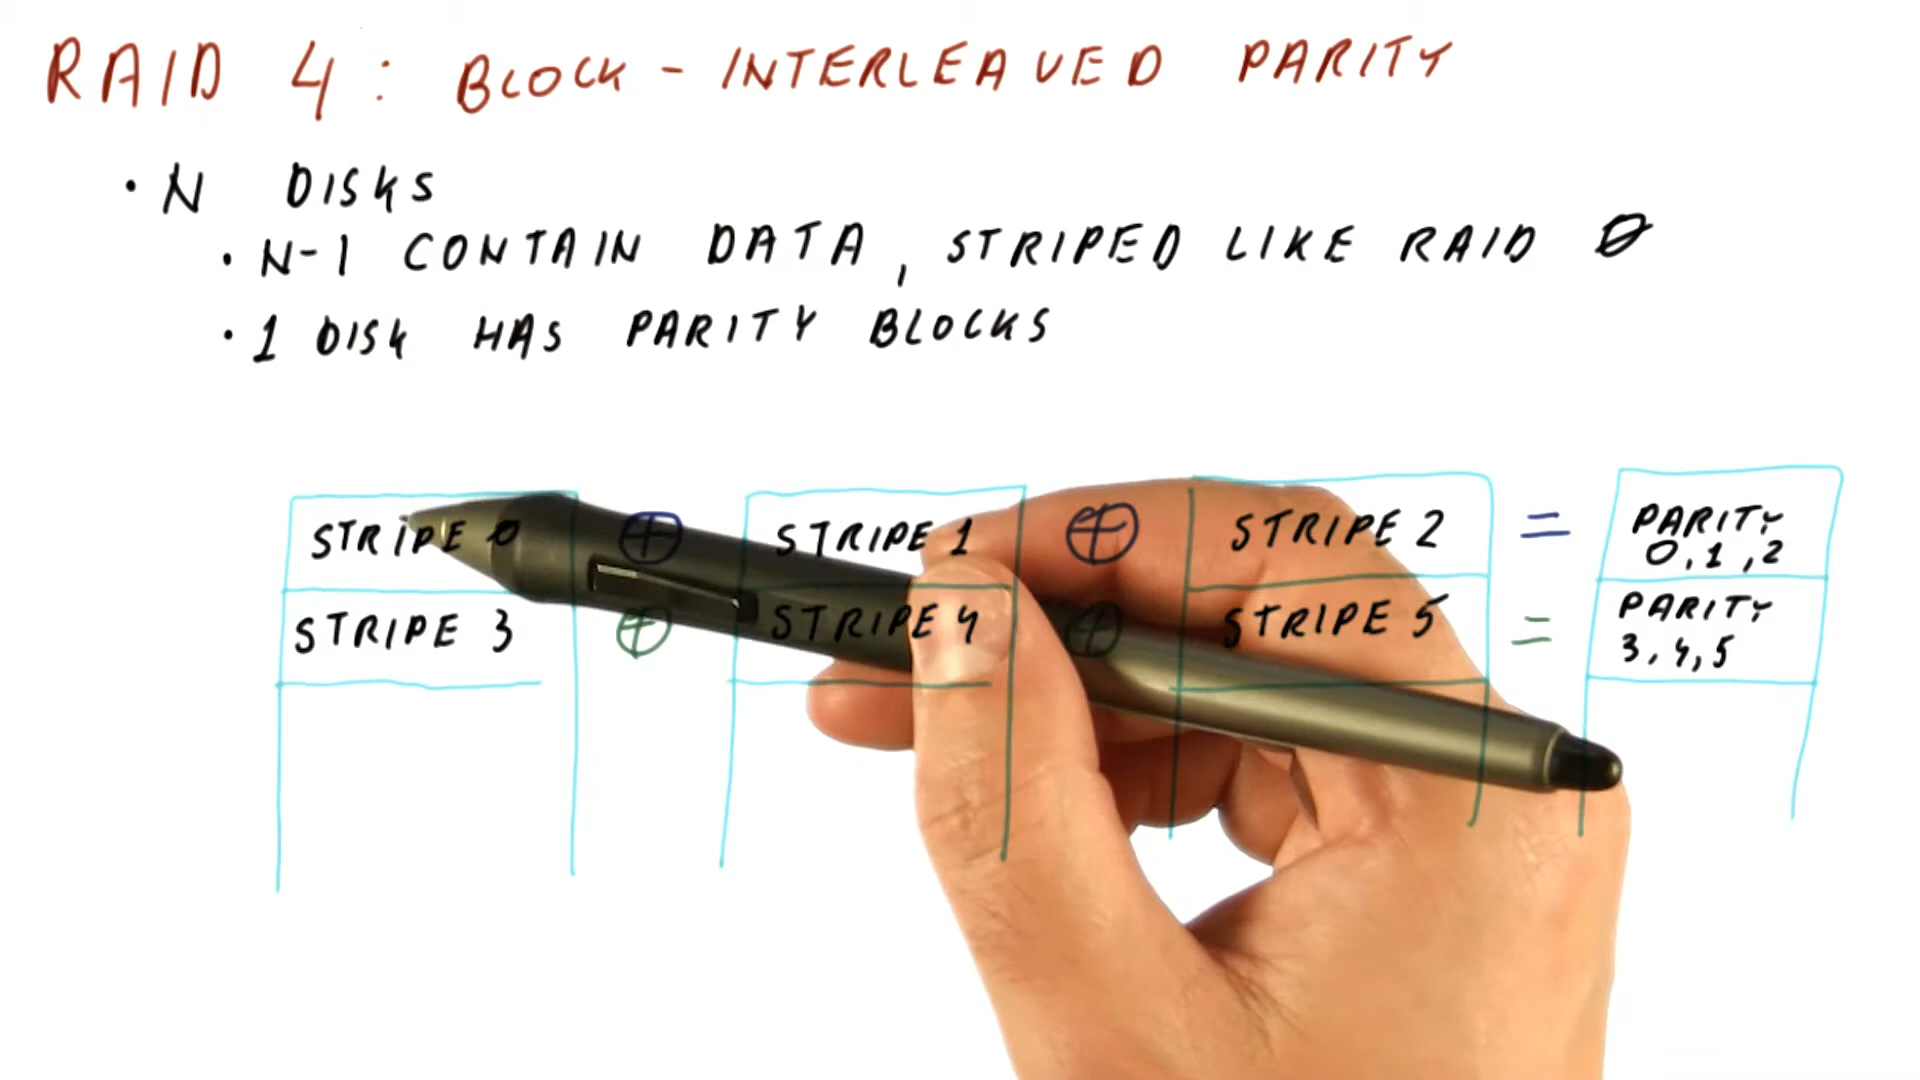 RAID 4: BLOCK-INTERLEAVED PARITY
• N DISKS
• N-1 CONTAIN DATA, STRIPED LIKE RAID 0
• 1 DISK HAS PARITY BLOCKS
STRIPE 0 ⊕ STRIPE 1 ⊕ STRIPE 2 = PARITY 0,1,2
STRIPE 3 ⊕ STRIPE 4 ⊕ STRIPE 5 = PARITY 3,4,5